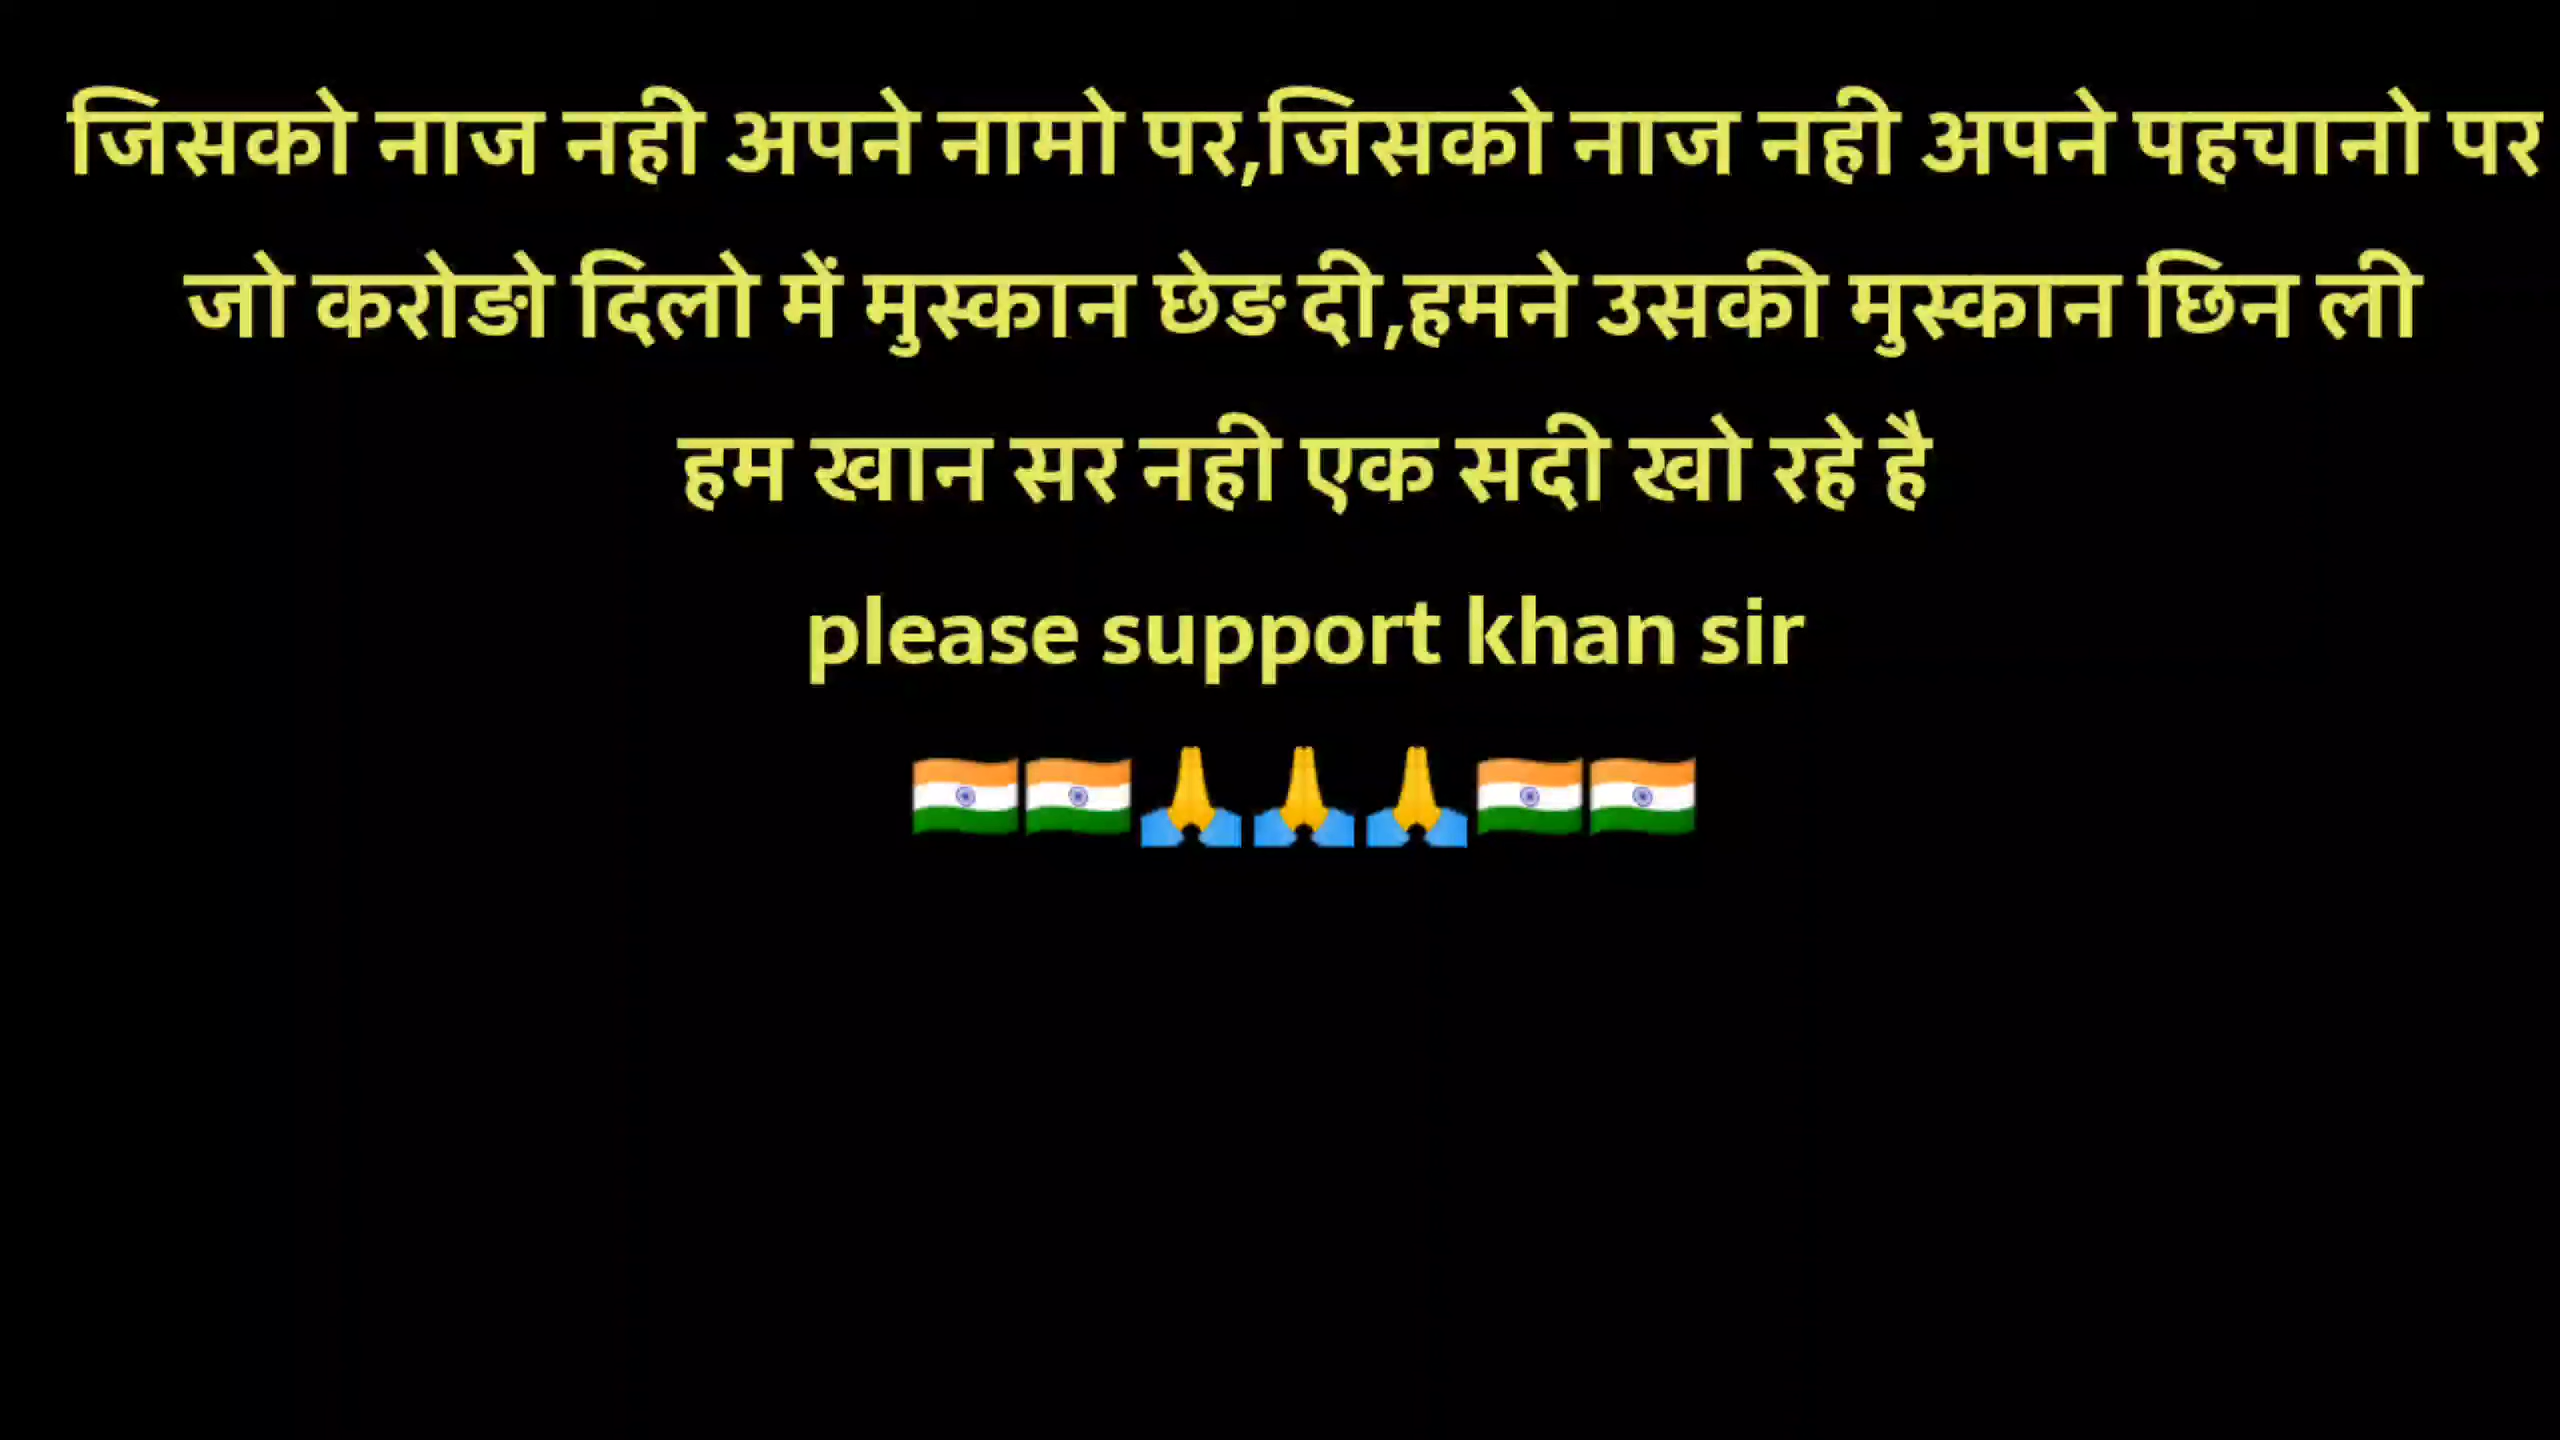 जिसको नाज नही अपने नामो पर,जिसको नाज नही अपने पहचानो पर
जो करोङो दिलो में मुस्कान छेङ दी,हमने उसकी मुस्कान छिन ली
हम खान सर नही एक सदी खो रहे है
please support khan sir
🇮🇳🇮🇳🙏🙏🙏🇮🇳🇮🇳